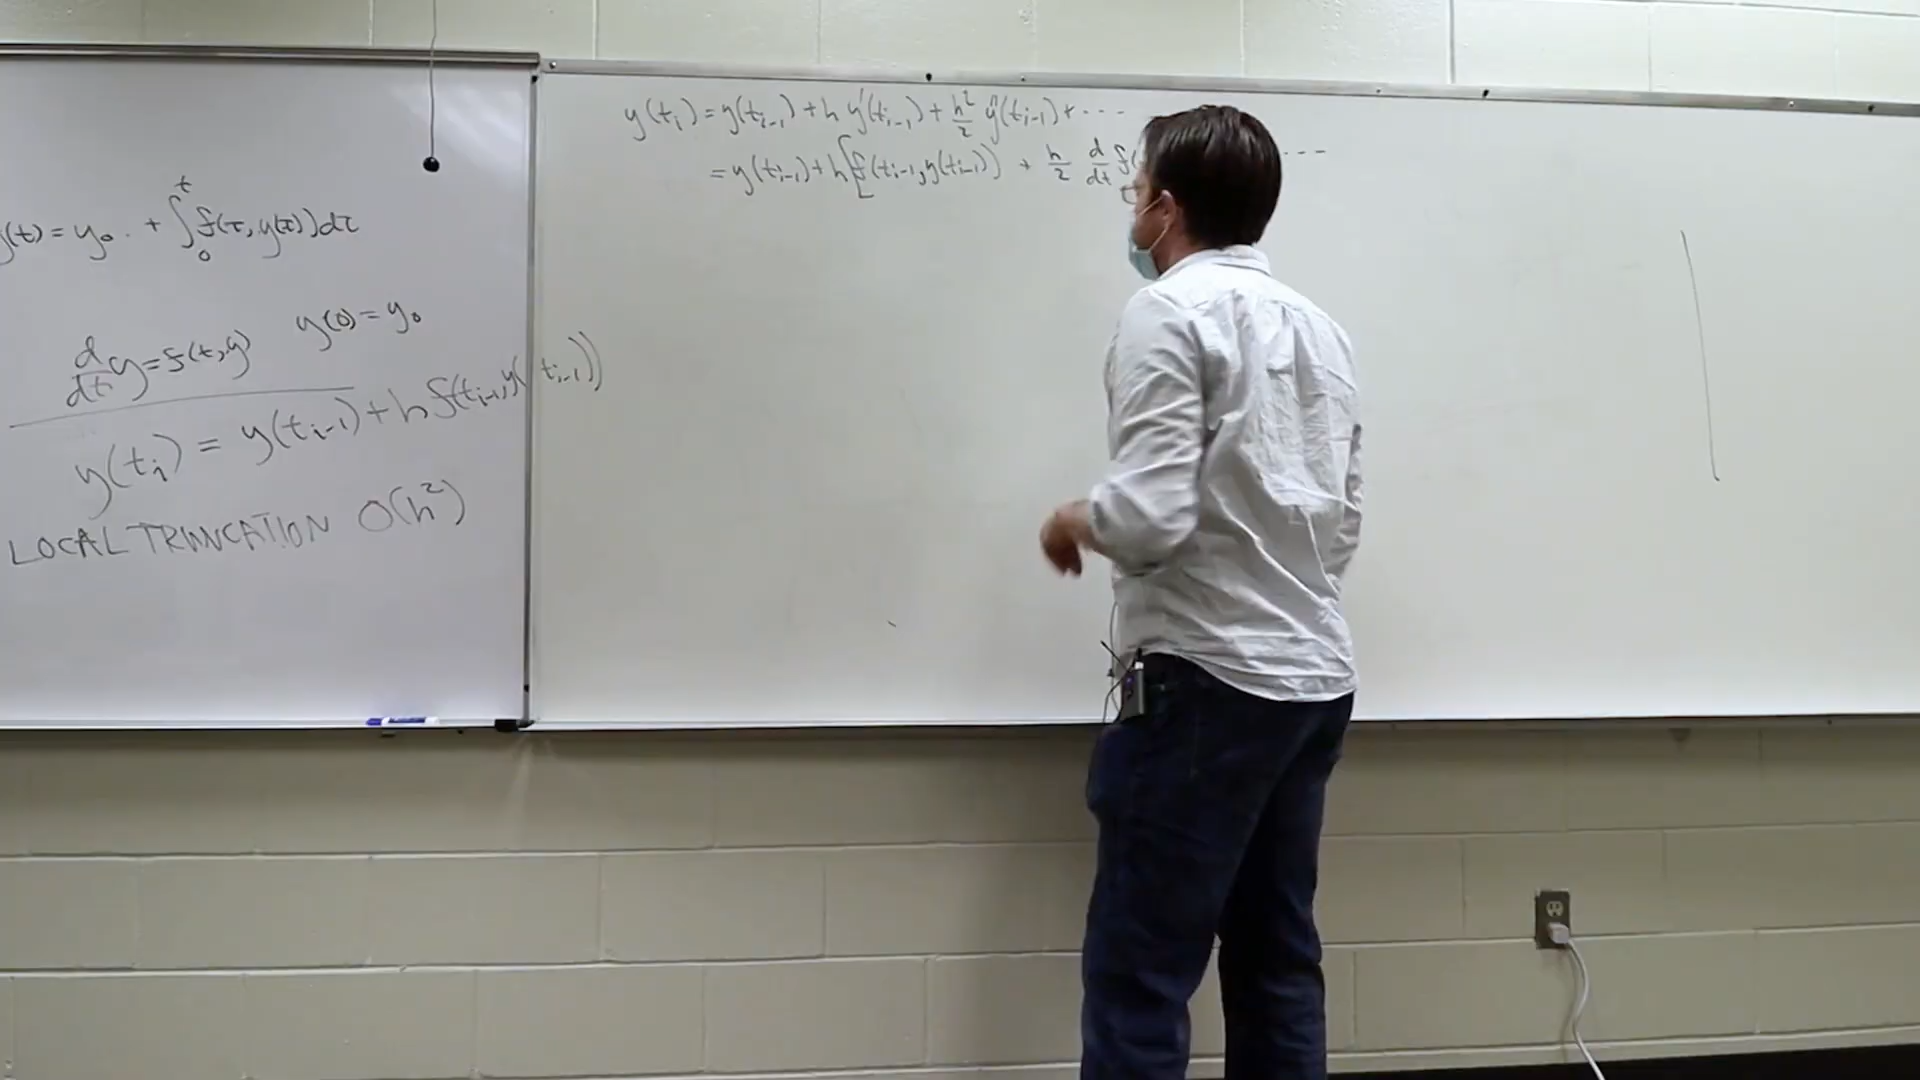 y(t) = y₀ + ∫₀ᵗ f(τ, y(τ)) dτ
d/dt y = f(t, y)   y(0) = y₀
y(tᵢ) = y(tᵢ₋₁) + h f(tᵢ₋₁, y(tᵢ₋₁))
LOCAL TRUNCATION O(h²)
y(tᵢ) = y(tᵢ₋₁) + h y'(tᵢ₋₁) + h²/2 ÿ(tᵢ₋₁) + ---
= y(tᵢ₋₁) + h[f(tᵢ₋₁, y(tᵢ₋₁)) + h/2 d/dt f( ---